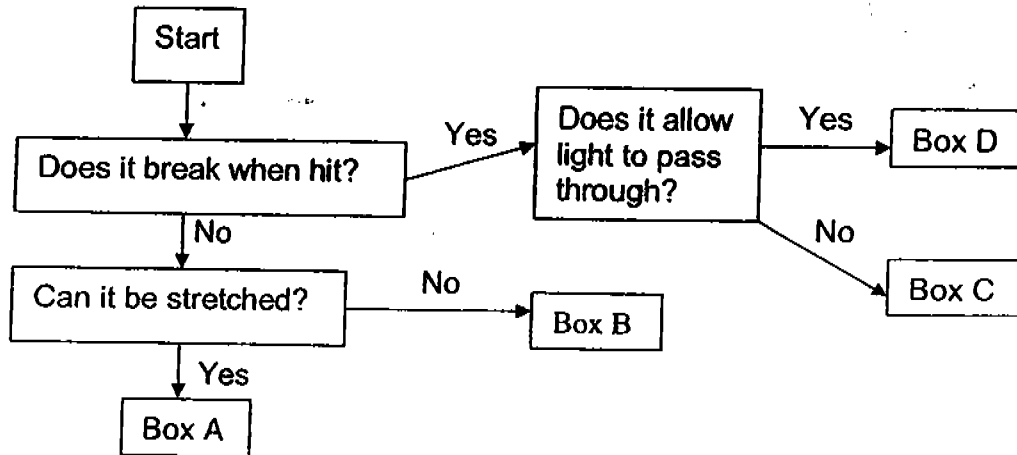 Start
Does it break when hit?
Yes
Does it allow
light to pass
through?
Yes
Box D
No
Box C
No
Can it be stretched?
No
Box B
Yes
Box A